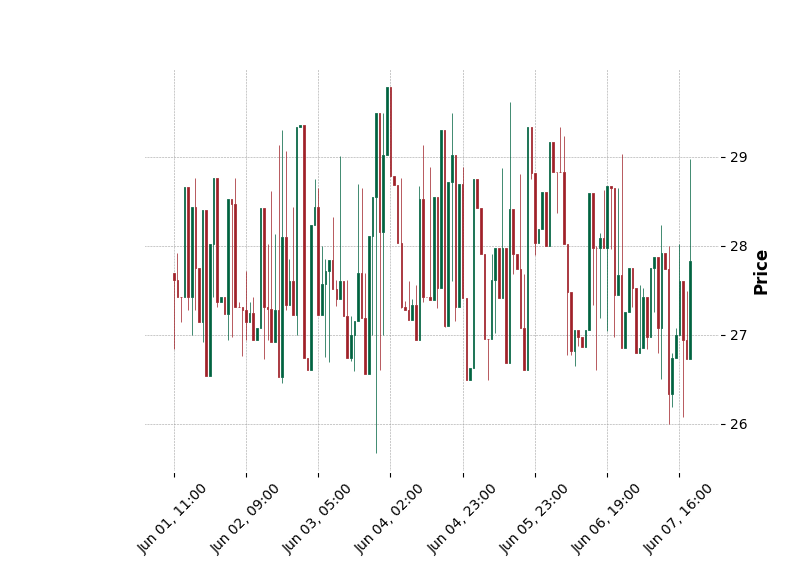 29
28
27
26
Price
Jun 01, 11:00
Jun 02, 09:00
Jun 03, 05:00
Jun 04, 02:00
Jun 04, 23:00
Jun 05, 23:00
Jun 06, 19:00
Jun 07, 16:00